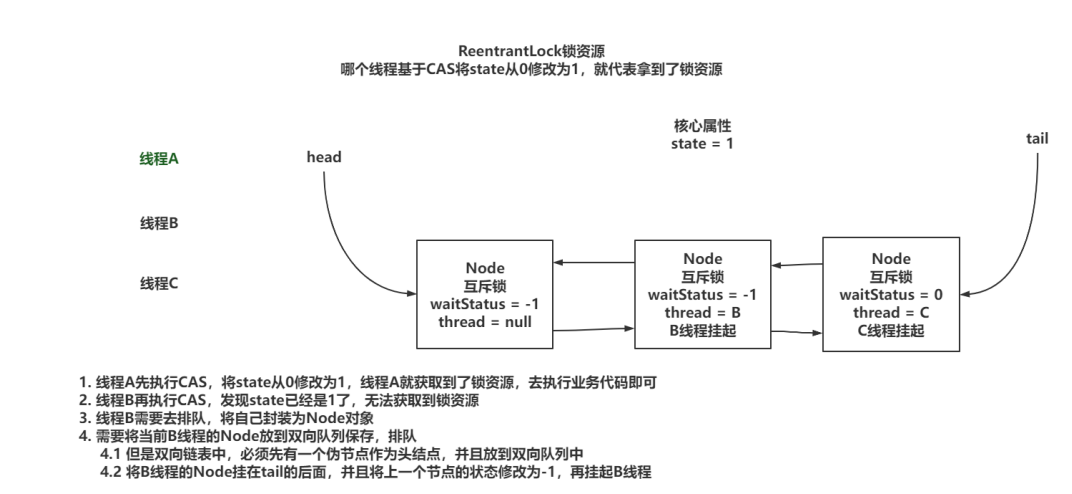 ReentrantLock锁资源
哪个线程基于CAS将state从0修改为1，就代表拿到了锁资源
核心属性
state = 1
tail
head
线程A
线程B
线程C
Node
互斥锁
waitStatus = -1
thread = null
Node
互斥锁
waitStatus = -1
thread = B
B线程挂起
Node
互斥锁
waitStatus = 0
thread = C
C线程挂起
1. 线程A先执行CAS，将state从0修改为1，线程A就获取到了锁资源，去执行业务代码即可
2. 线程B再执行CAS，发现state已经是1了，无法获取到锁资源
3. 线程B需要去排队，将自己封装为Node对象
4. 需要将当前B线程的Node放到双向队列保存，排队
4.1 但是双向链表中，必须先有一个伪节点作为头结点，并且放到双向队列中
4.2 将B线程的Node挂在tail的后面，并且将上一个节点的状态修改为-1，再挂起B线程